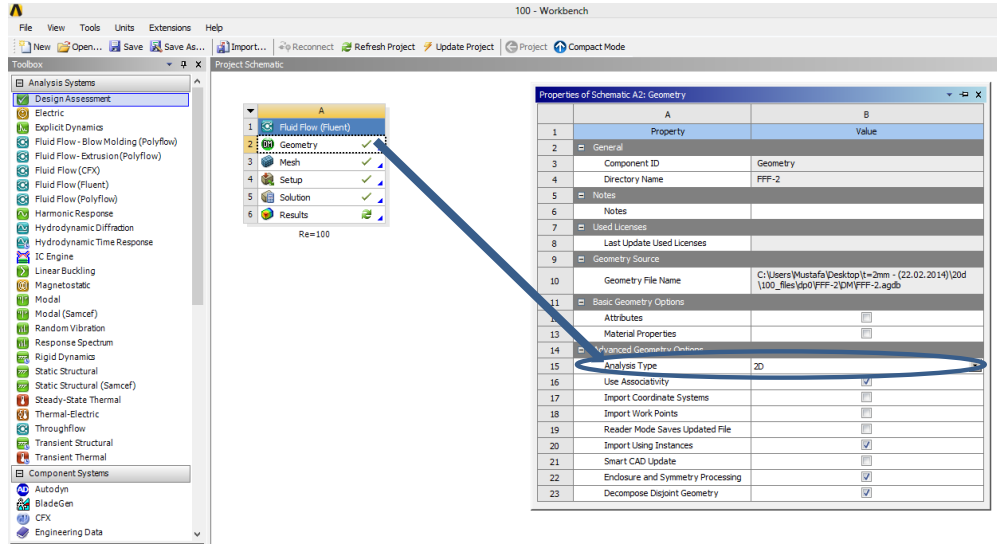 100 - Workbench
File View Tools Units Extensions Help
New Open... Save Save As... Import... Reconnect Refresh Project Update Project Project Compact Mode
Toolbox
Project Schematic
Analysis Systems
Design Assessment
Electric
Explicit Dynamics
Fluid Flow - Blow Molding (Polyflow)
Fluid Flow - Extrusion (Polyflow)
Fluid Flow (CFX)
Fluid Flow (Fluent)
Fluid Flow (Polyflow)
Harmonic Response
Hydrodynamic Diffraction
Hydrodynamic Time Response
IC Engine
Linear Buckling
Magnetostatic
Modal
Modal (Samcef)
Random Vibration
Response Spectrum
Rigid Dynamics
Static Structural
Static Structural (Samcef)
Steady-State Thermal
Thermal-Electric
Throughflow
Transient Structural
Transient Thermal
Component Systems
Autodyn
BladeGen
CFX
Engineering Data
A
1 Fluid Flow (Fluent)
2 Geometry
3 Mesh
4 Setup
5 Solution
6 Results
Re=100
Properties of Schematic A2: Geometry
A B
1 Property Value
2 General
3 Component ID Geometry
4 Directory Name FFF-2
5 Notes
6 Notes
7 Used Licenses
8 Last Update Used Licenses
9 Geometry Source
10 Geometry File Name C:\Users\Mustafa\Desktop\t=2mm - (22.02.2014)\20d
\100_files\dp0\FFF-2\DM\FFF-2.agdb
11 Basic Geometry Options
Attributes
13 Material Properties
14 Advanced Geometry Options
15 Analysis Type 2D
16 Use Associativity
17 Import Coordinate Systems
18 Import Work Points
19 Reader Mode Saves Updated File
20 Import Using Instances
21 Smart CAD Update
22 Enclosure and Symmetry Processing
23 Decompose Disjoint Geometry